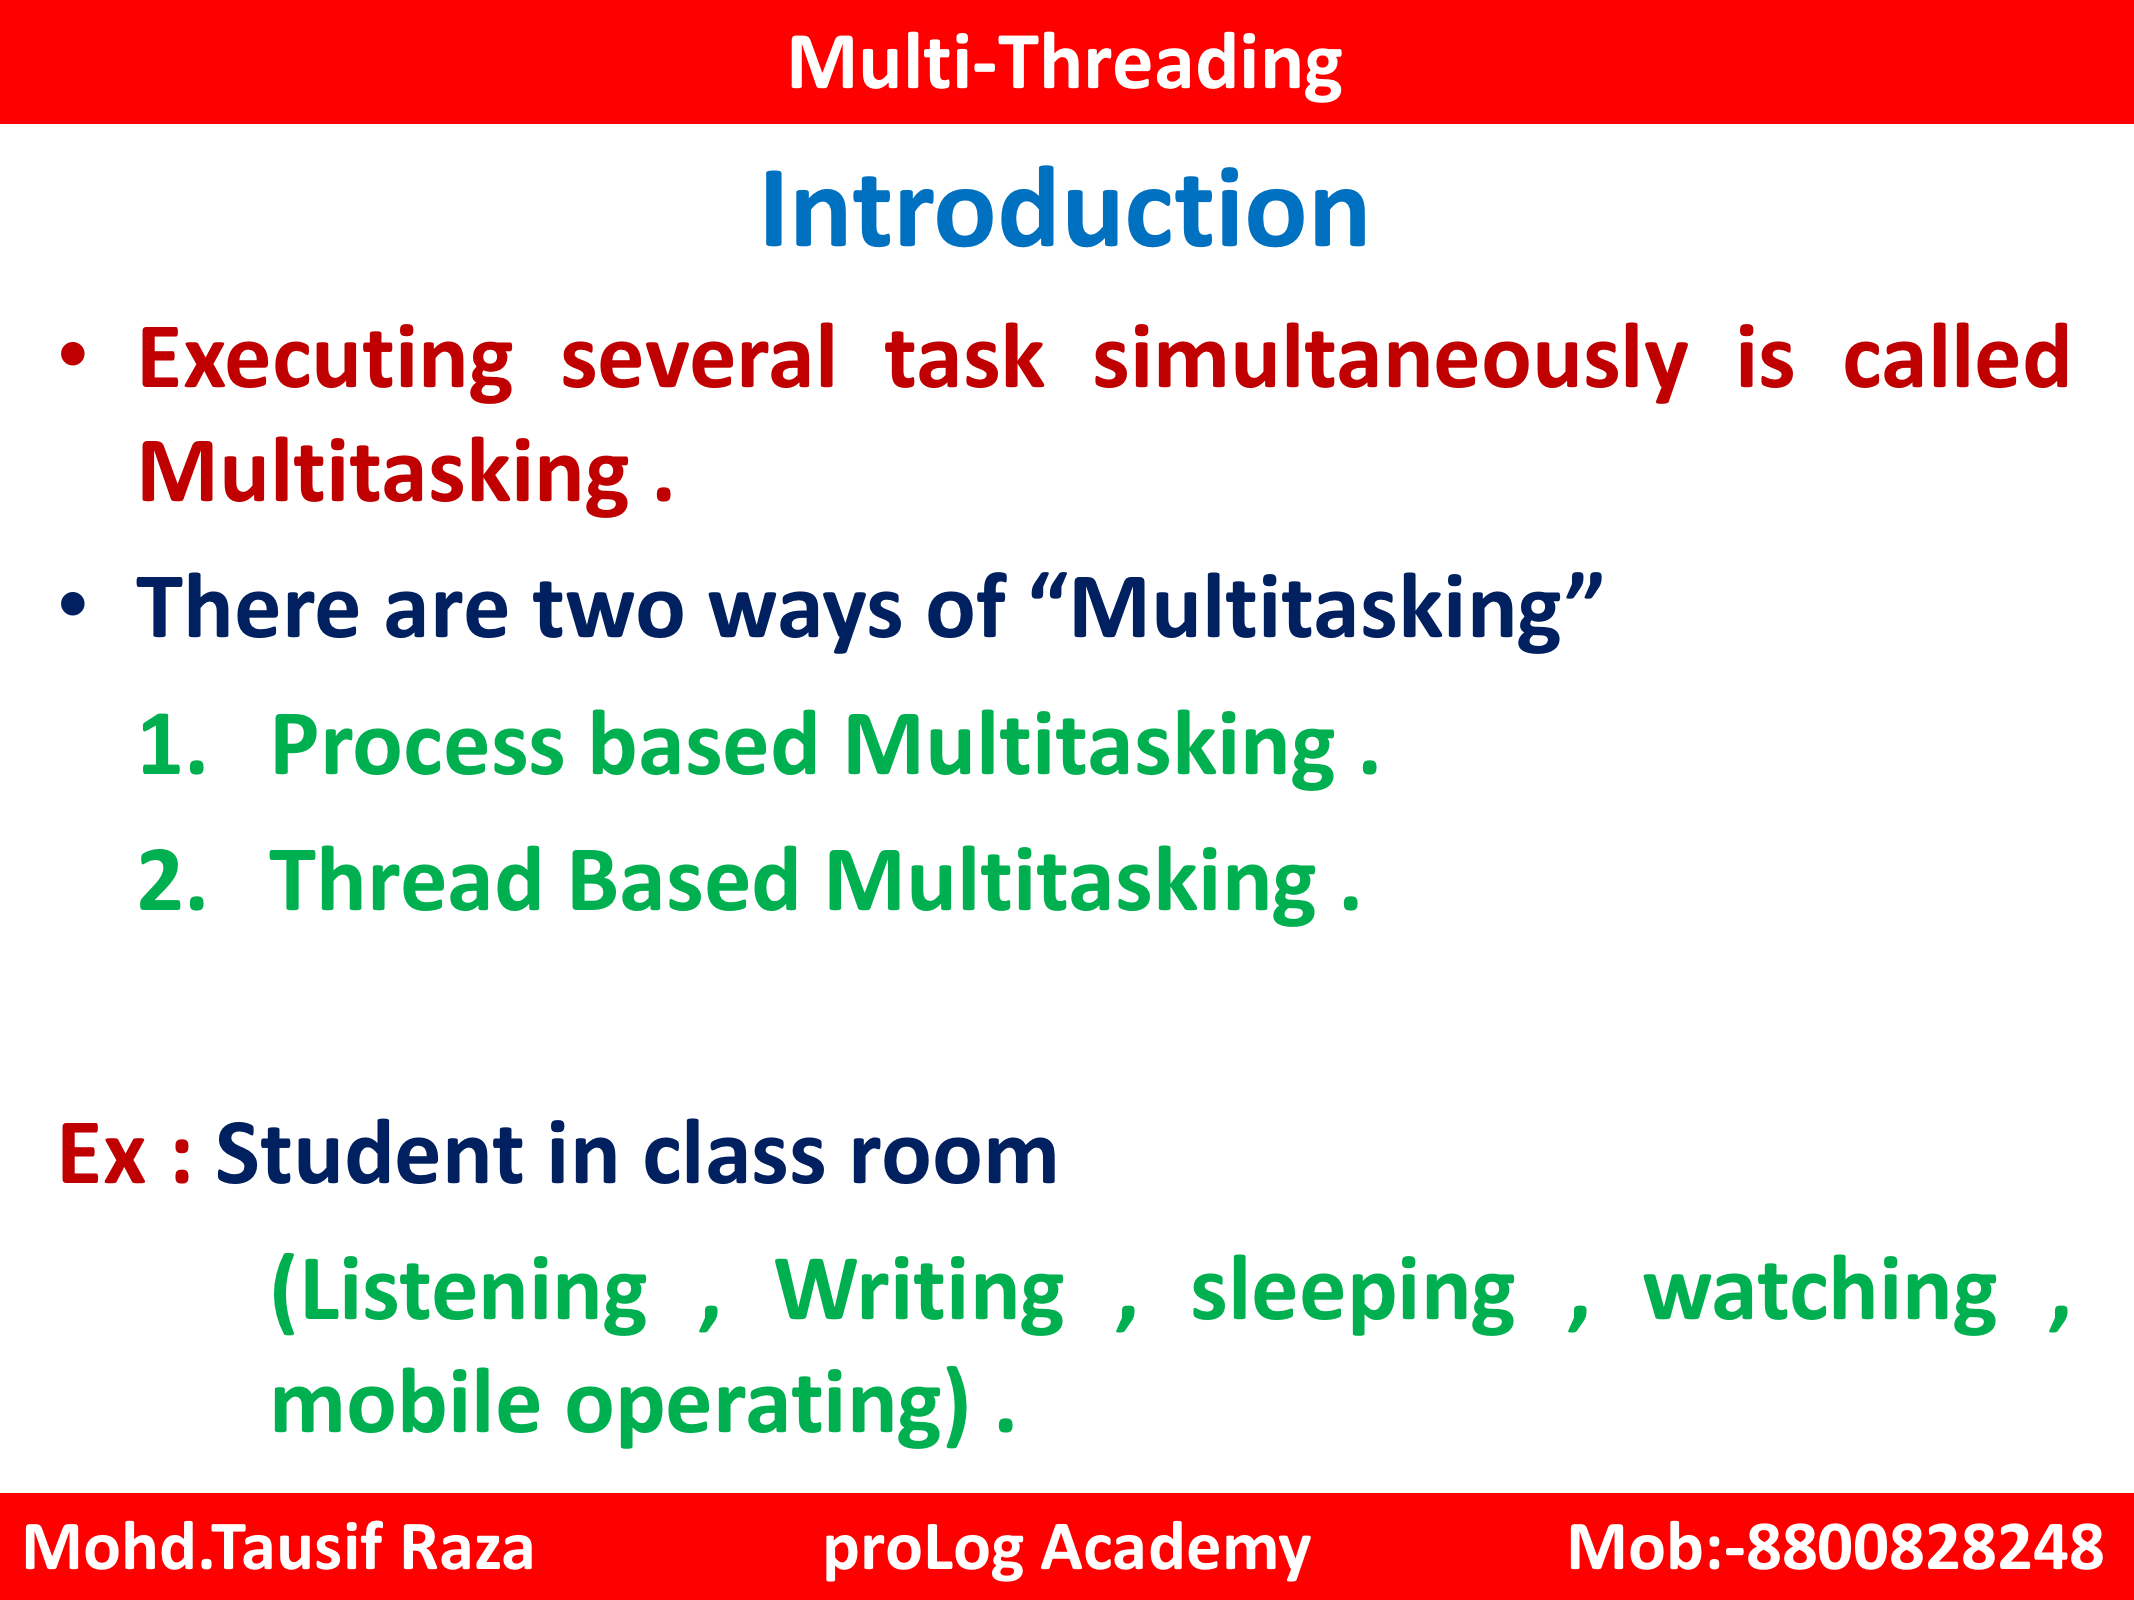 Multi-Threading
Introduction
• Executing several task simultaneously is called
Multitasking .
• There are two ways of “Multitasking”
1. Process based Multitasking .
2. Thread Based Multitasking .
Ex : Student in class room
(Listening , Writing , sleeping , watching ,
mobile operating) .
Mohd.Tausif Raza proLog Academy Mob:-8800828248